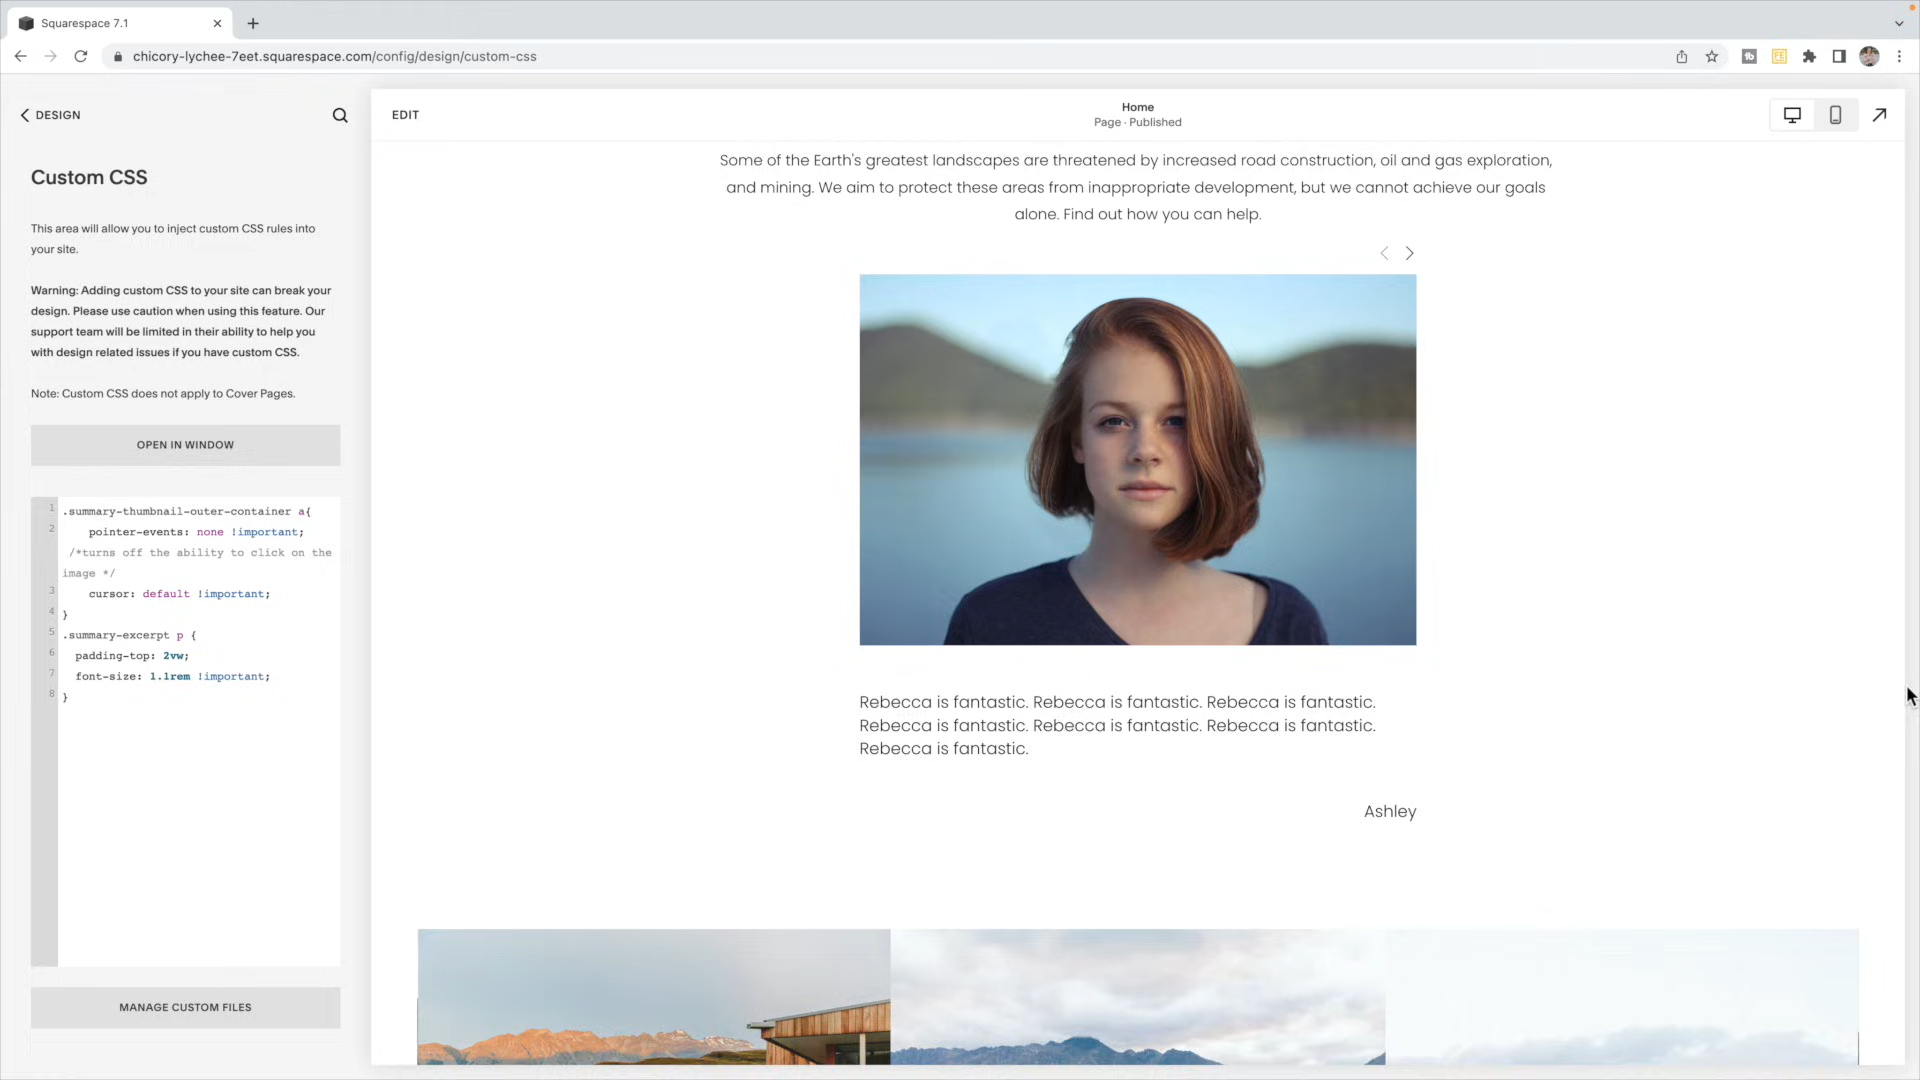 Squarespace 7.1
chicory-lychee-7eet.squarespace.com/config/design/custom-css
DESIGN
Custom CSS
This area will allow you to inject custom CSS rules into
your site.
Warning: Adding custom CSS to your site can break your
design. Please use caution when using this feature. Our
support team will be limited in their ability to help you
with design related issues if you have custom CSS.
Note: Custom CSS does not apply to Cover Pages.
OPEN IN WINDOW
1 .summary-thumbnail-outer-container a{
2 pointer-events: none !important;
/*turns off the ability to click on the
image */
3 cursor: default !important;
4 }
5 .summary-excerpt p {
6 padding-top: 2vw;
7 font-size: 1.1rem !important;
8 }
MANAGE CUSTOM FILES
EDIT
Home
Page · Published
Some of the Earth's greatest landscapes are threatened by increased road construction, oil and gas exploration,
and mining. We aim to protect these areas from inappropriate development, but we cannot achieve our goals
alone. Find out how you can help.
Rebecca is fantastic. Rebecca is fantastic. Rebecca is fantastic.
Rebecca is fantastic. Rebecca is fantastic. Rebecca is fantastic.
Rebecca is fantastic.
Ashley